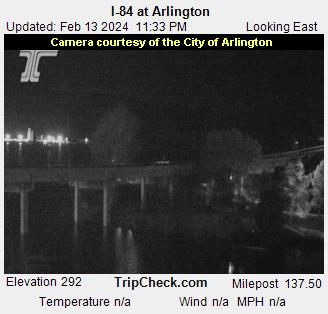 I-84 at Arlington
Updated: Feb 13 2024 11:33 PM Looking East
Camera courtesy of the City of Arlington
Elevation 292 TripCheck.com Milepost 137.50
Temperature n/a Wind n/a MPH n/a